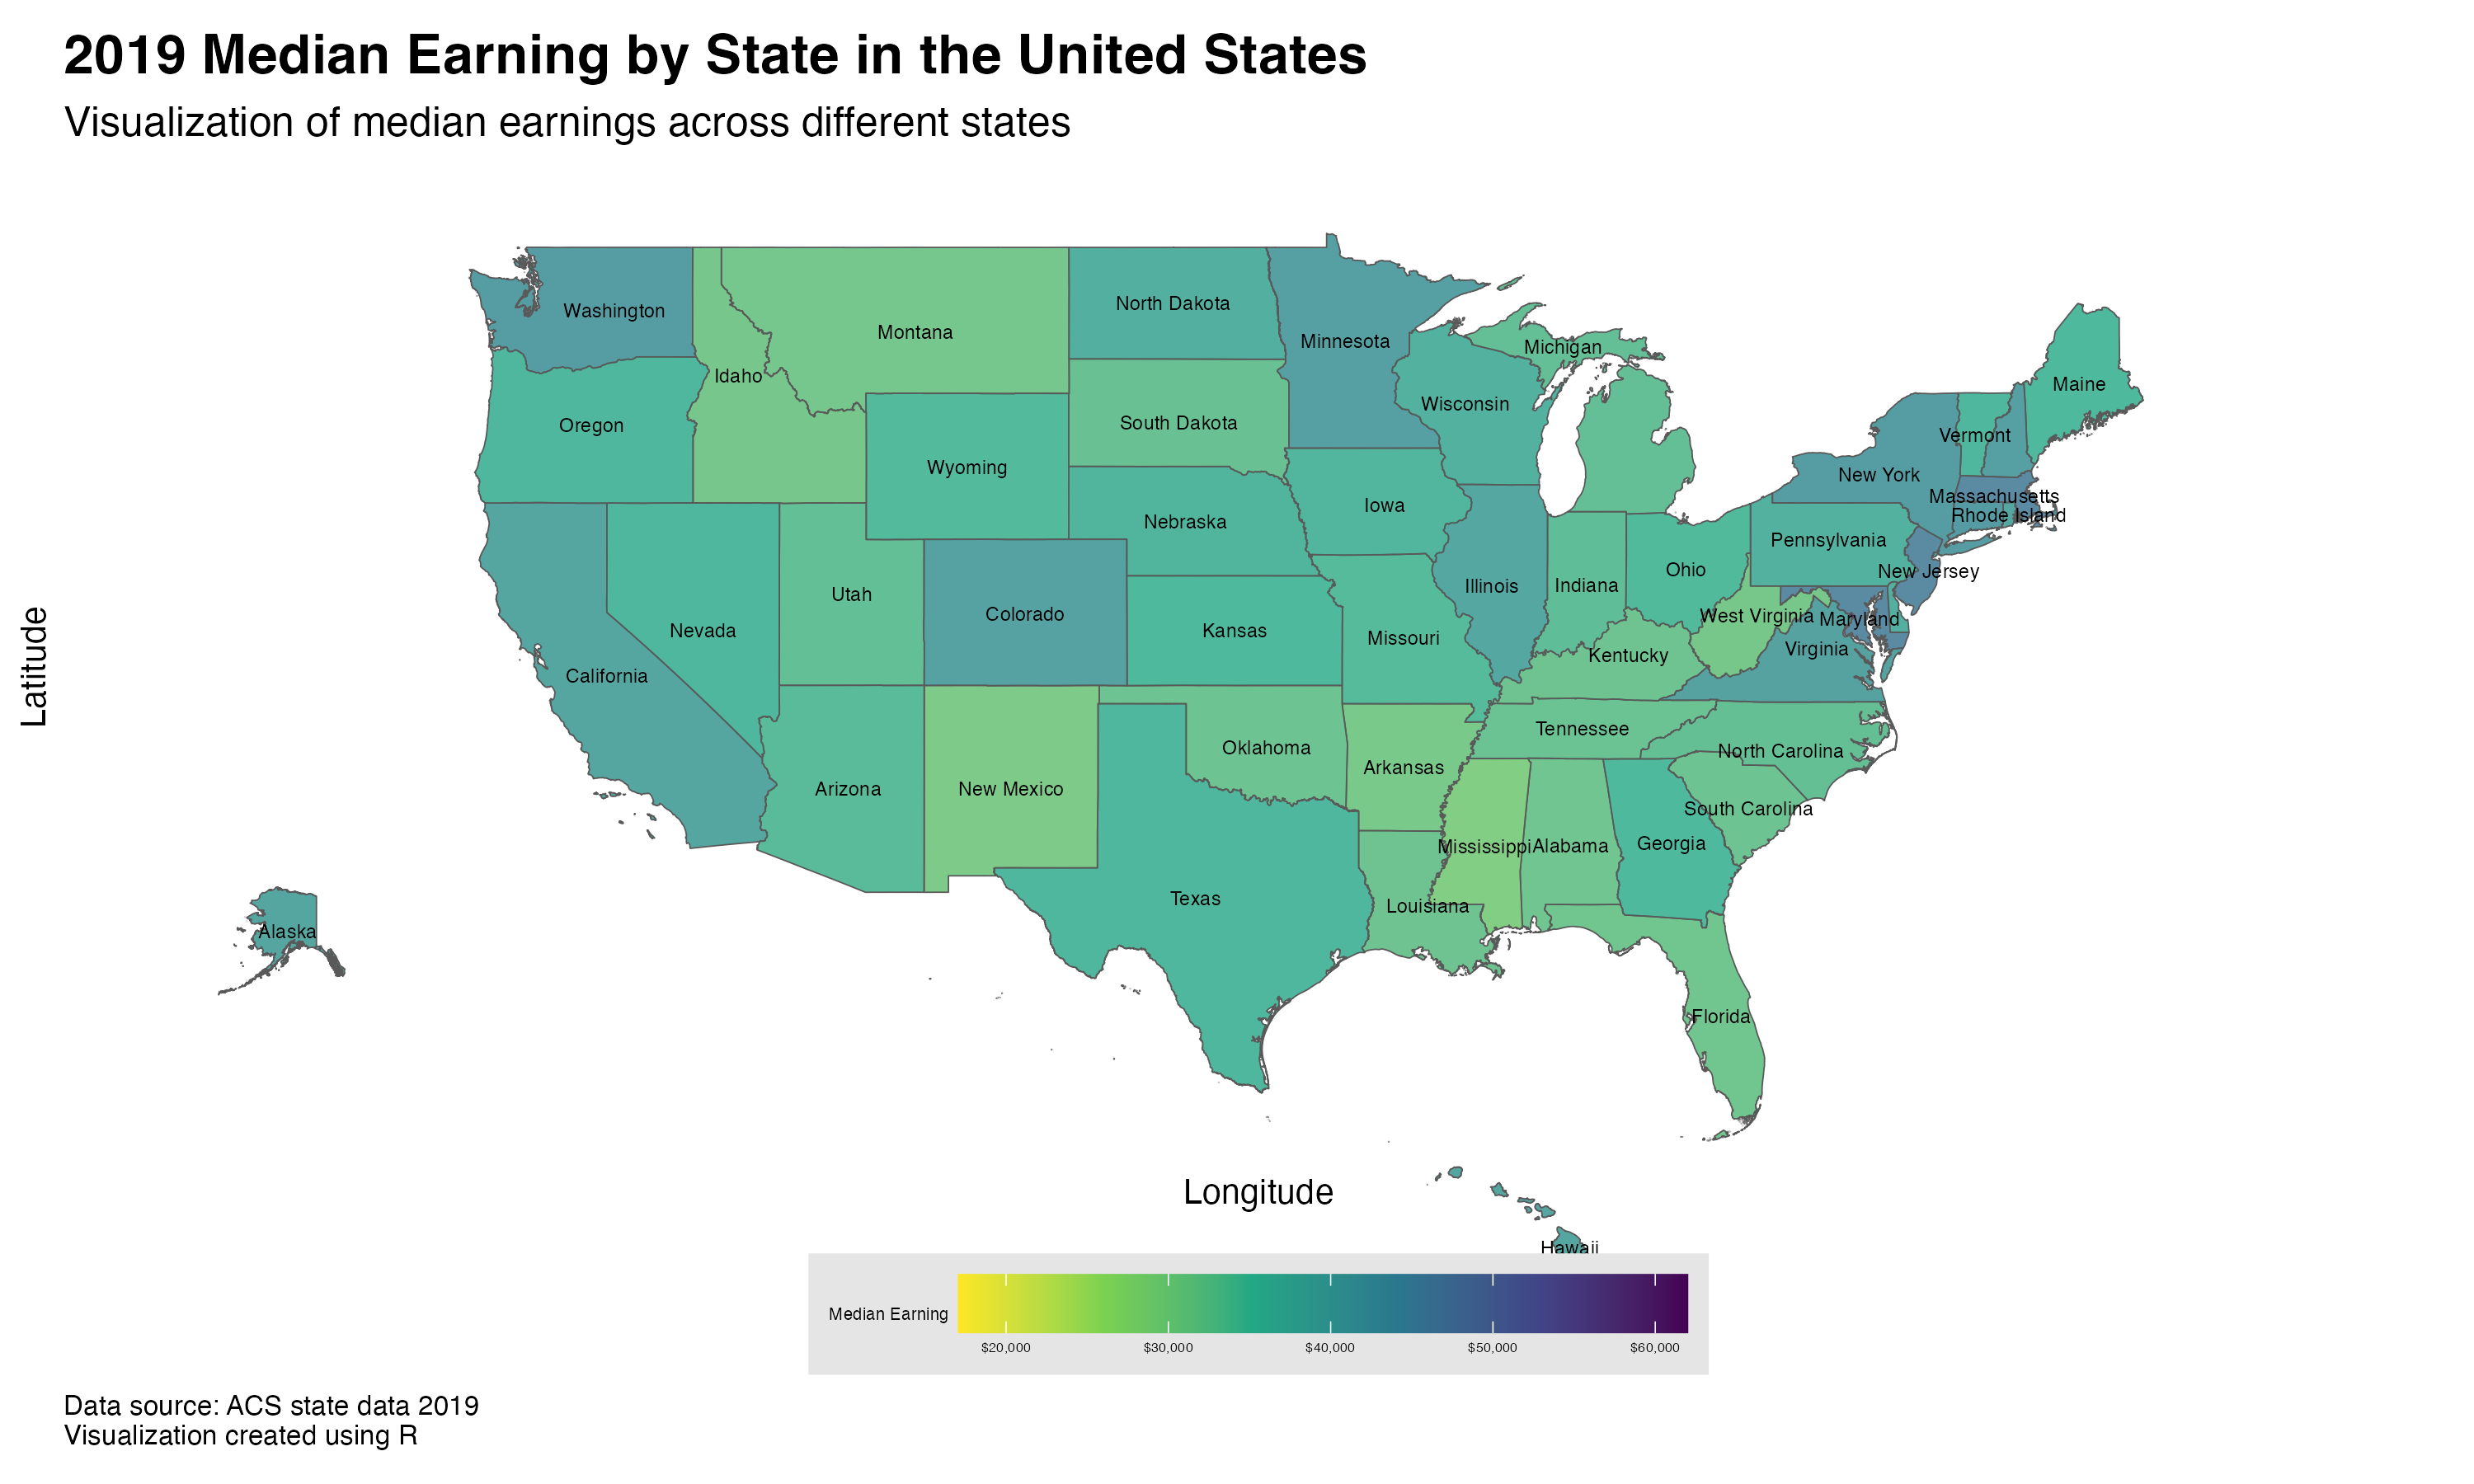 2019 Median Earning by State in the United States
Visualization of median earnings across different states
Washington
North Dakota
Montana
Minnesota
Michigan
Idaho
Maine
Wisconsin
South Dakota
Oregon
Vermont
Wyoming
New York
Massachusetts
Iowa
Rhode Island
Nebraska
Pennsylvania
Ohio
New Jersey
Illinois
Indiana
Utah
Colorado
West Virginia
Maryland
Nevada
Kansas
Missouri
Virginia
Kentucky
California
Latitude
Tennessee
Oklahoma
North Carolina
Arkansas
Arizona
New Mexico
South Carolina
Georgia
Mississippi
Alabama
Texas
Louisiana
Alaska
Florida
Longitude
Hawaii
Median Earning
$20,000
$30,000
$40,000
$50,000
$60,000
Data source: ACS state data 2019
Visualization created using R